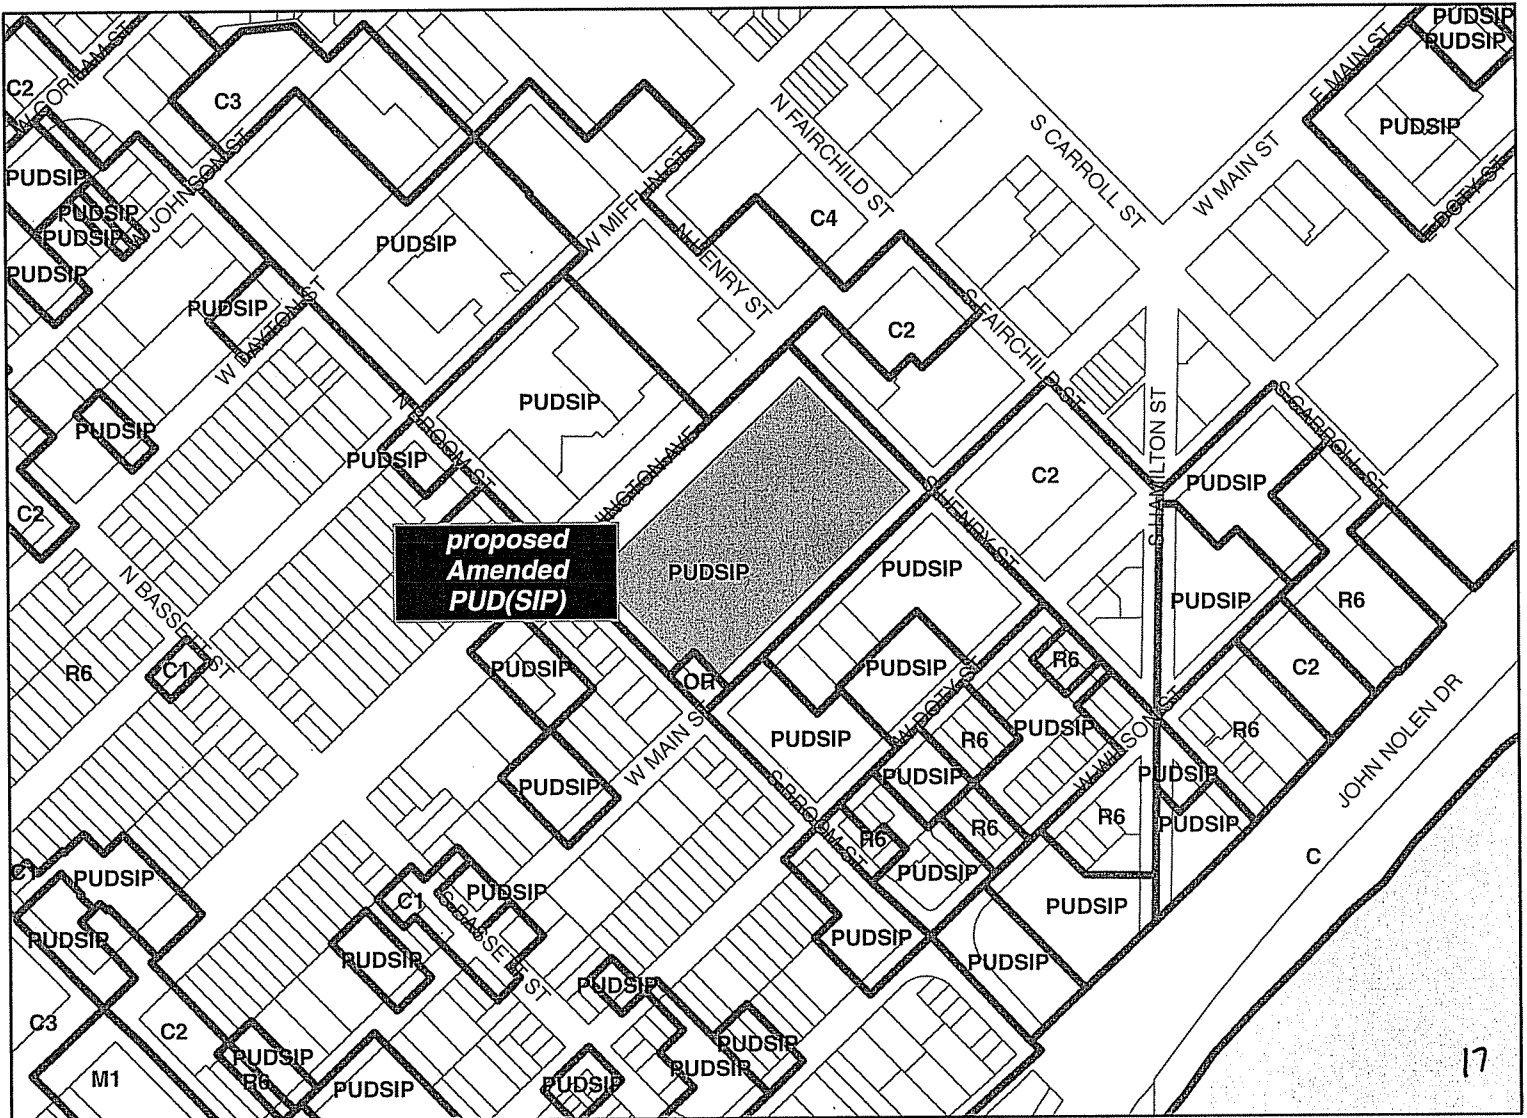 PUDSIP
PUDSIP
W GORHAM ST
C2
C3
E MAIN ST
PUDSIP
N FAIRCHILD ST
S CARROLL ST
W MAIN ST
E DOTY ST
W JOHNSON ST
PUDSIP
PUDSIP
PUDSIP
PUDSIP
W MIFFLIN ST
C4
PUDSIP
N HENRY ST
PUDSIP
W DAYTON ST
S FAIRCHILD ST
C2
PUDSIP
N BROOM ST
PUDSIP
S CARROLL ST
S HAMILTON ST
PUDSIP
INGTON AVE
C2
PUDSIP
C2
S HENRY ST
proposed
Amended
PUD(SIP)
PUDSIP
PUDSIP
N BASSETT ST
PUDSIP
R6
R6
C1
PUDSIP
OR
PUDSIP
R6
C2
JOHN NOLEN DR
W MAIN S
PUDSIP
W DOTY ST
R6
PUDSIP
W WILSON ST
R6
PUDSIP
S BROOM ST
PUDSIP
PUDSIP
R6
R6
R6
PUDSIP
C
C1
PUDSIP
C1
PUDSIP
S BASSETT ST
PUDSIP
PUDSIP
PUDSIP
PUDSIP
PUDSIP
PUDSIP
PUDSIP
C3
C2
PUDSIP
R6
M1
PUDSIP
PUDSIP
PUDSIP
PUDSIP
17